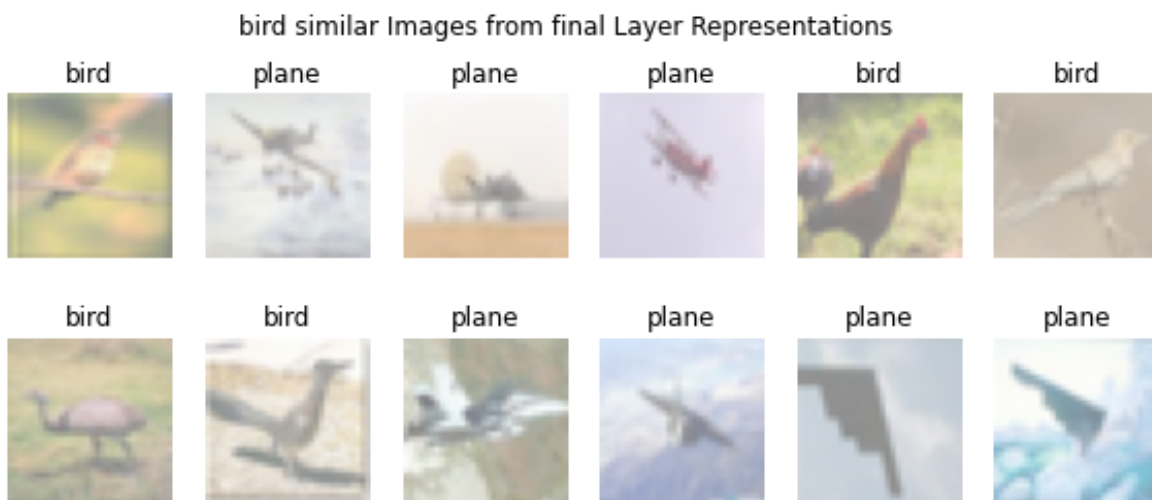 bird similar Images from final Layer Representations
bird plane plane plane bird bird
bird bird plane plane plane plane